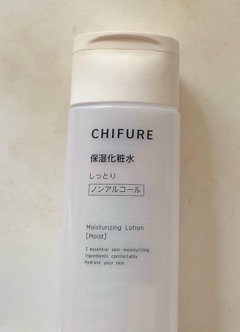 CHIFURE
保湿化粧水
しっとり
ノンアルコール
Moisturizing Lotion
[Moist]
3 essential skin moisturizing
ingredients comfortably
hydrate your skin